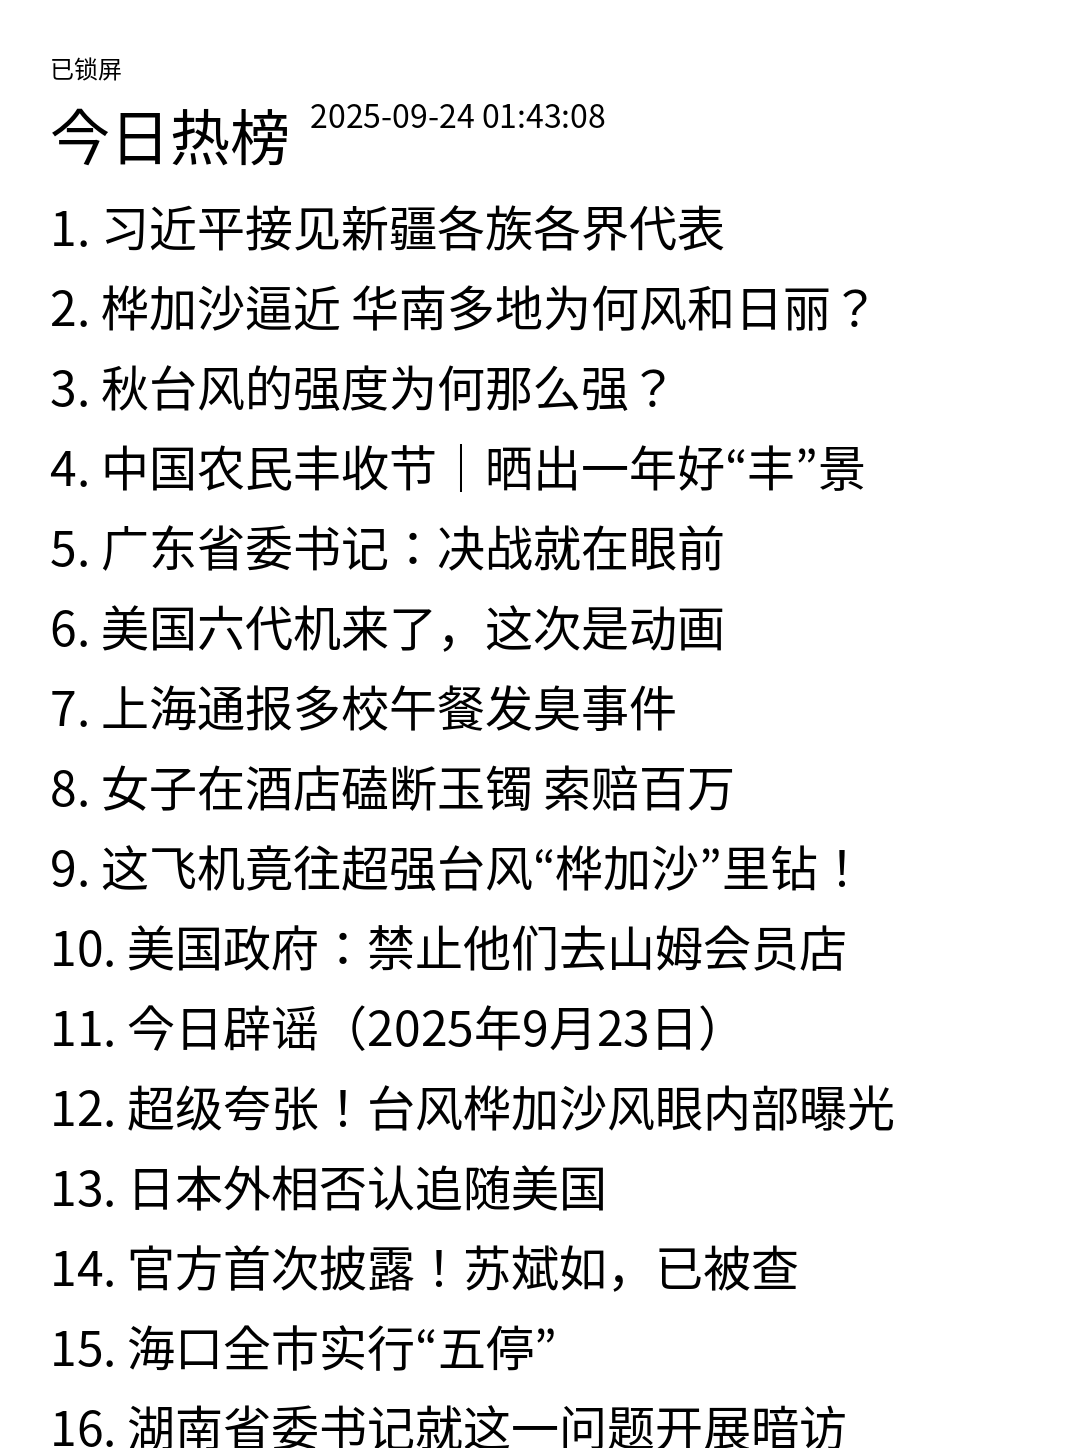 已锁屏
今日热榜 2025-09-24 01:43:08
1. 习近平接见新疆各族各界代表
2. 桦加沙逼近 华南多地为何风和日丽？
3. 秋台风的强度为何那么强？
4. 中国农民丰收节｜晒出一年好“丰”景
5. 广东省委书记：决战就在眼前
6. 美国六代机来了，这次是动画
7. 上海通报多校午餐发臭事件
8. 女子在酒店磕断玉镯 索赔百万
9. 这飞机竟往超强台风“桦加沙”里钻！
10. 美国政府：禁止他们去山姆会员店
11. 今日辟谣（2025年9月23日）
12. 超级夸张！台风桦加沙风眼内部曝光
13. 日本外相否认追随美国
14. 官方首次披露！苏斌如，已被查
15. 海口全市实行“五停”
16. 湖南省委书记就这一问题开展暗访